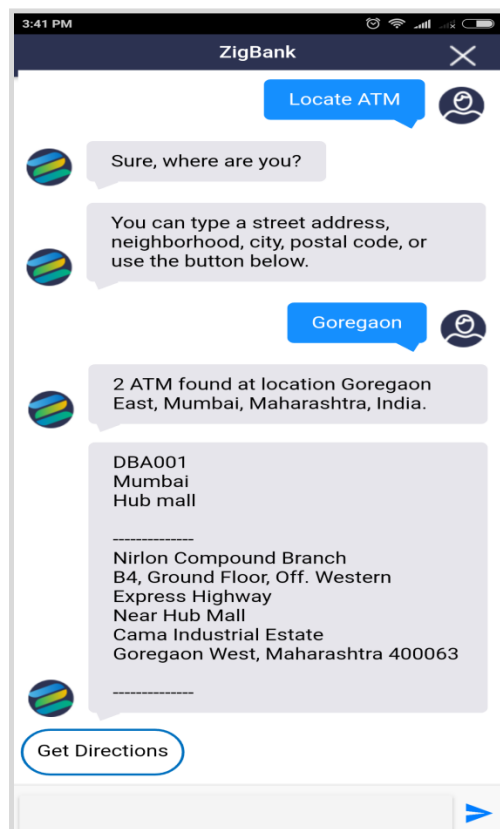 3:41 PM
ZigBank
Locate ATM
Sure, where are you?
You can type a street address,
neighborhood, city, postal code, or
use the button below.
Goregaon
2 ATM found at location Goregaon
East, Mumbai, Maharashtra, India.
DBA001
Mumbai
Hub mall
--------------
Nirlon Compound Branch
B4, Ground Floor, Off. Western
Express Highway
Near Hub Mall
Cama Industrial Estate
Goregaon West, Maharashtra 400063
--------------
Get Directions